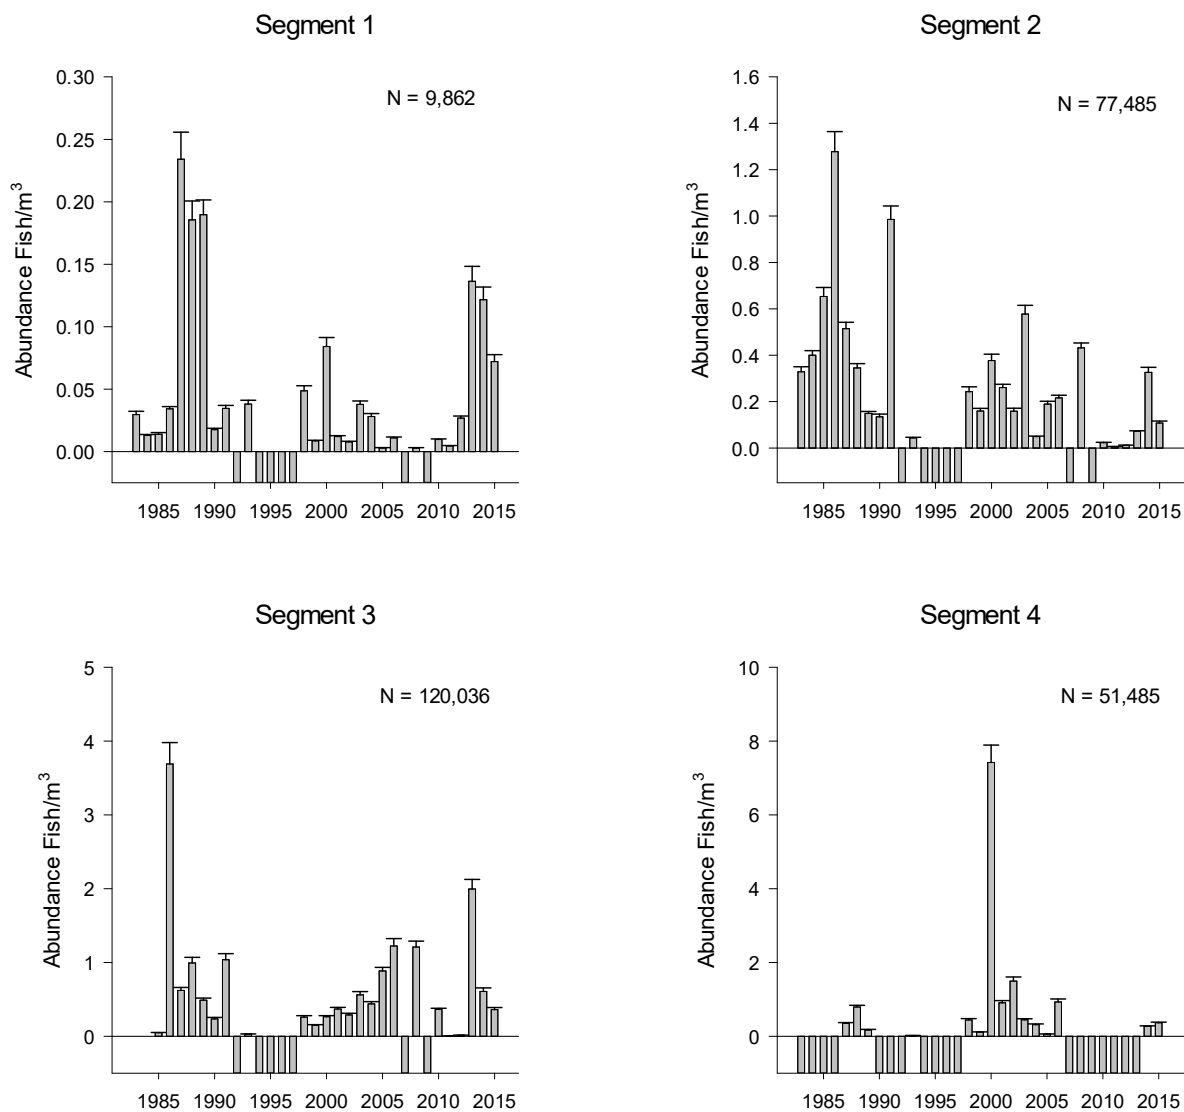 Segment 1
Segment 2
0.30
0.25
0.20
0.15
0.10
0.05
0.00
Abundance Fish/m³
N = 9,862
1985 1990 1995 2000 2005 2010 2015
1.6
1.4
1.2
1.0
0.8
0.6
0.4
0.2
0.0
Abundance Fish/m³
N = 77,485
1985 1990 1995 2000 2005 2010 2015
Segment 3
Segment 4
5
4
3
2
1
0
Abundance Fish/m³
N = 120,036
1985 1990 1995 2000 2005 2010 2015
10
8
6
4
2
0
Abundance Fish/m³
N = 51,485
1985 1990 1995 2000 2005 2010 2015